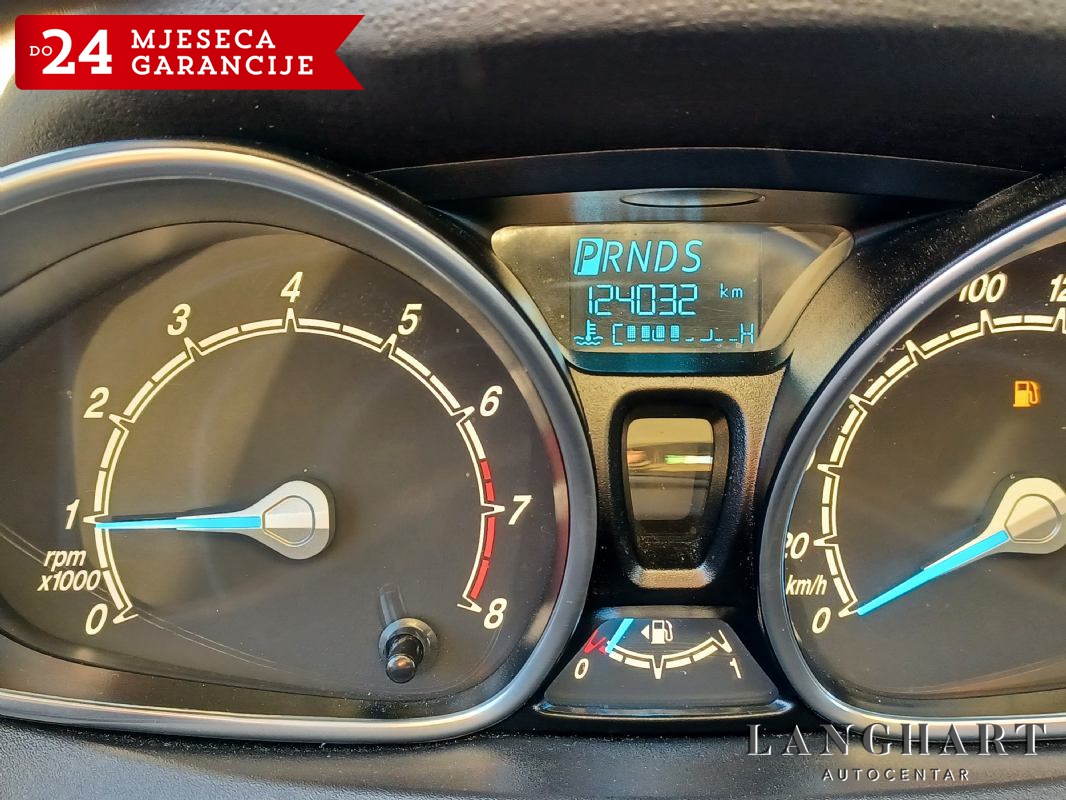 DO 24 MJESECA
GARANCIJE
PRNDS
124032 km
C H
0 1 2 3 4 5 6 7 8
rpm
x1000
0 20 100
km/h
0 1
LANGHART
AUTOCENTAR